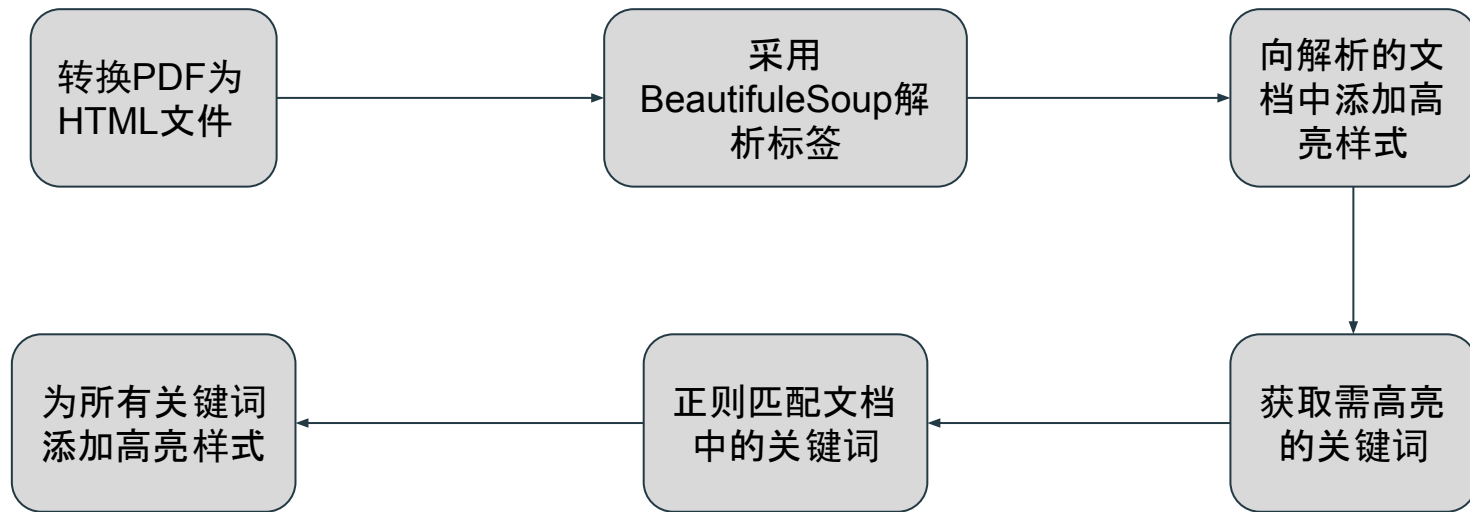 转换PDF为
HTML文件
采用
BeautifuleSoup解
析标签
向解析的文
档中添加高
亮样式
获取需高亮
的关键词
正则匹配文档
中的关键词
为所有关键词
添加高亮样式